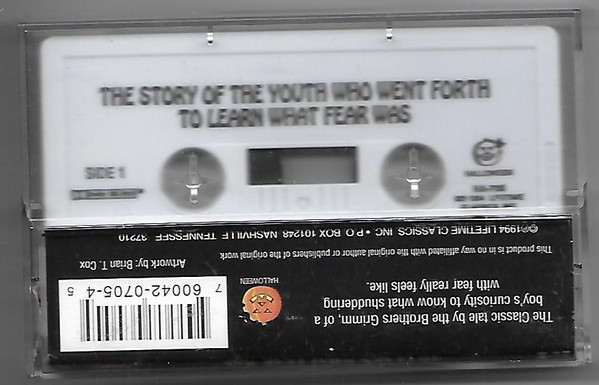 THE STORY OF THE YOUTH WHO WENT FORTH
TO LEARN WHAT FEAR WAS
SIDE 1
HALLOWEEN
The Classic tale by the Brothers Grimm, of a
boy's curiosity to know what shuddering
with fear really feels like.
HALLOWEEN
7 60042-0705-4 5
Artwork by: Brian T. Cox
This product is in no way affiliated with the original author or publishers of the original work
©℗1994 LIFETIME CLASSICS, INC • P.O. BOX 101248 NASHVILLE, TENNESSEE 37210